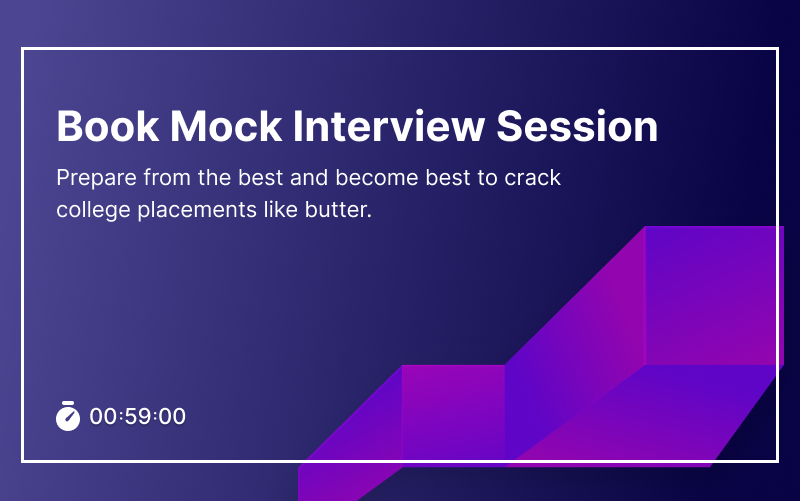 Book Mock Interview Session
Prepare from the best and become best to crack
college placements like butter.
00:59:00